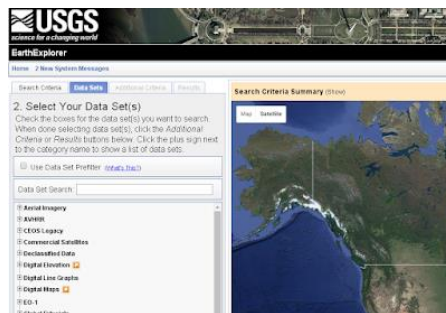 USGS
science for a changing world
EarthExplorer
Home 2 New System Messages
Search Criteria Data Sets Additional Criteria Results
2. Select Your Data Set(s)
Check the boxes for the data set(s) you want to search.
When done selecting data set(s), click the Additional
Criteria or Results buttons below. Click the plus sign next
to the category name to show a list of data sets.
Use Data Set Prefilter (What's This?)
Data Set Search:
Aerial Imagery
AVHRR
CEOS Legacy
Commercial Satellites
Declassified Data
Digital Elevation
Digital Line Graphs
Digital Maps
EO-1
Search Criteria Summary (Show)
Map Satellite